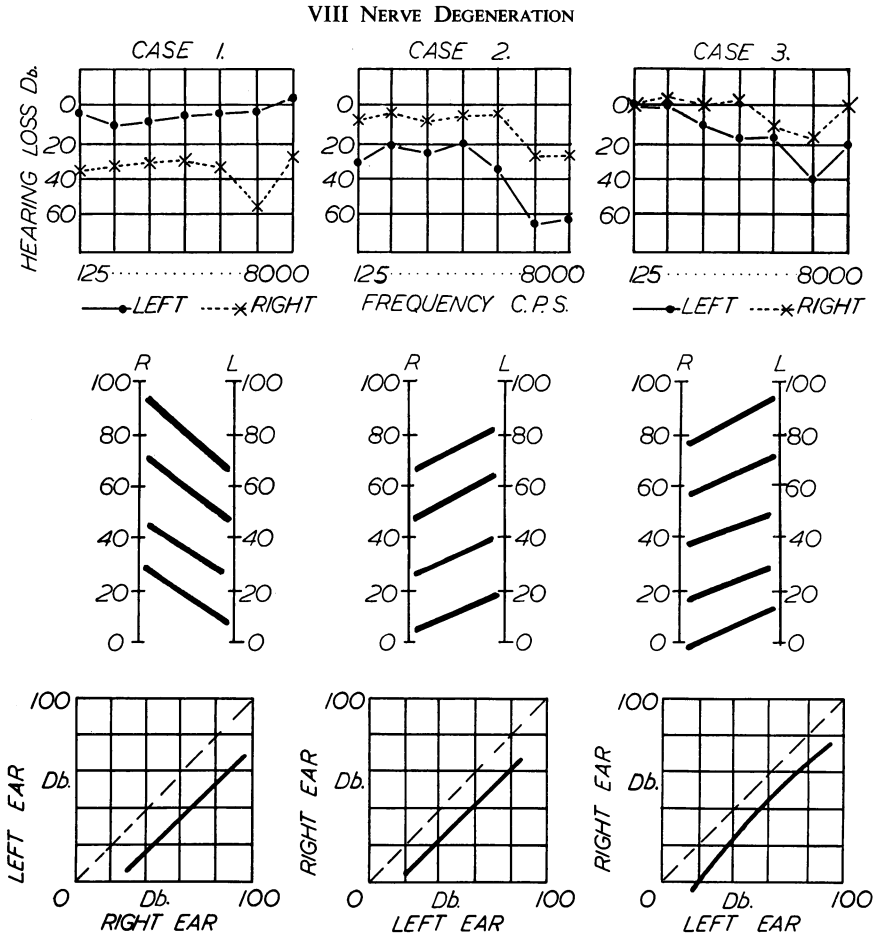 VIII NERVE DEGENERATION
CASE 1. CASE 2. CASE 3.
HEARING LOSS Db.
0 0 0
20 20 20
40 40 40
60 60 60
125 8000 125 8000 125 8000
LEFT RIGHT FREQUENCY C.P.S. LEFT RIGHT
R L R L R L
100 100 100 100 100 100
80 80 80 80 80 80
60 60 60 60 60 60
40 40 40 40 40 40
20 20 20 20 20 20
0 0 0 0 0 0
100 100 100
LEFT EAR Db. RIGHT EAR Db. RIGHT EAR Db.
0 Db. 100 0 Db. 100 0 Db. 100
RIGHT EAR LEFT EAR LEFT EAR